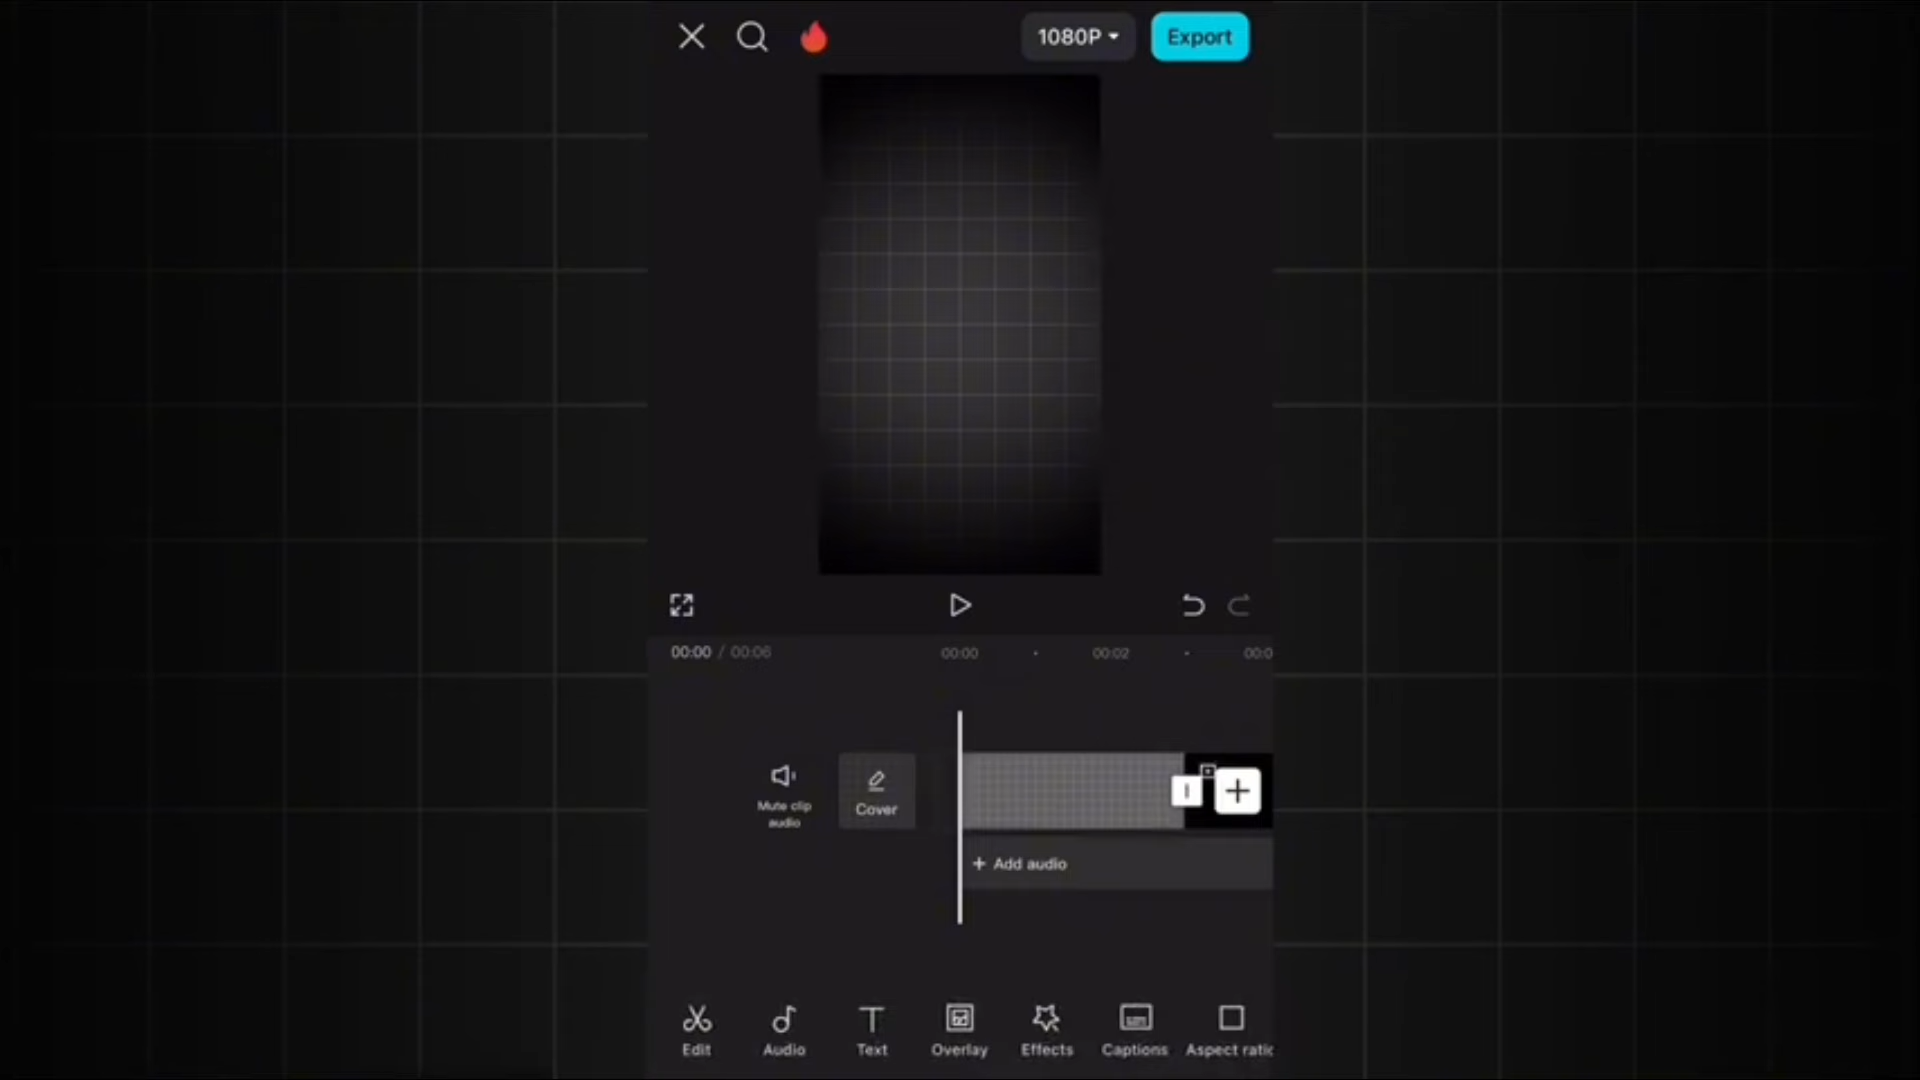 1080P
Export
00:00 / 00:06
00:00
00:02
00:0
Mute clip
audio
Cover
+ Add audio
Edit
Audio
Text
Overlay
Effects
Captions
Aspect ratio